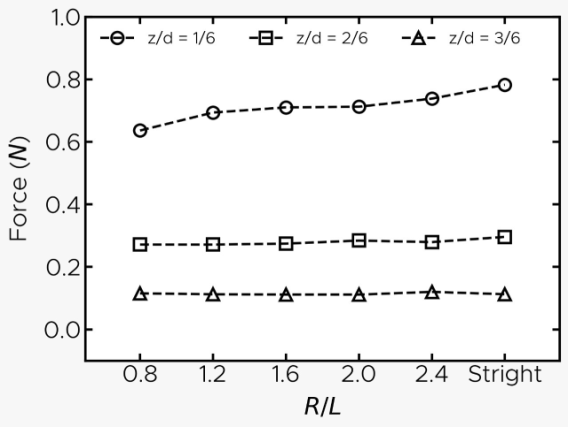 1.0
z/d = 1/6 z/d = 2/6 z/d = 3/6
0.8
0.6
0.4
0.2
0.0
Force (N)
0.8 1.2 1.6 2.0 2.4 Stright
R/L